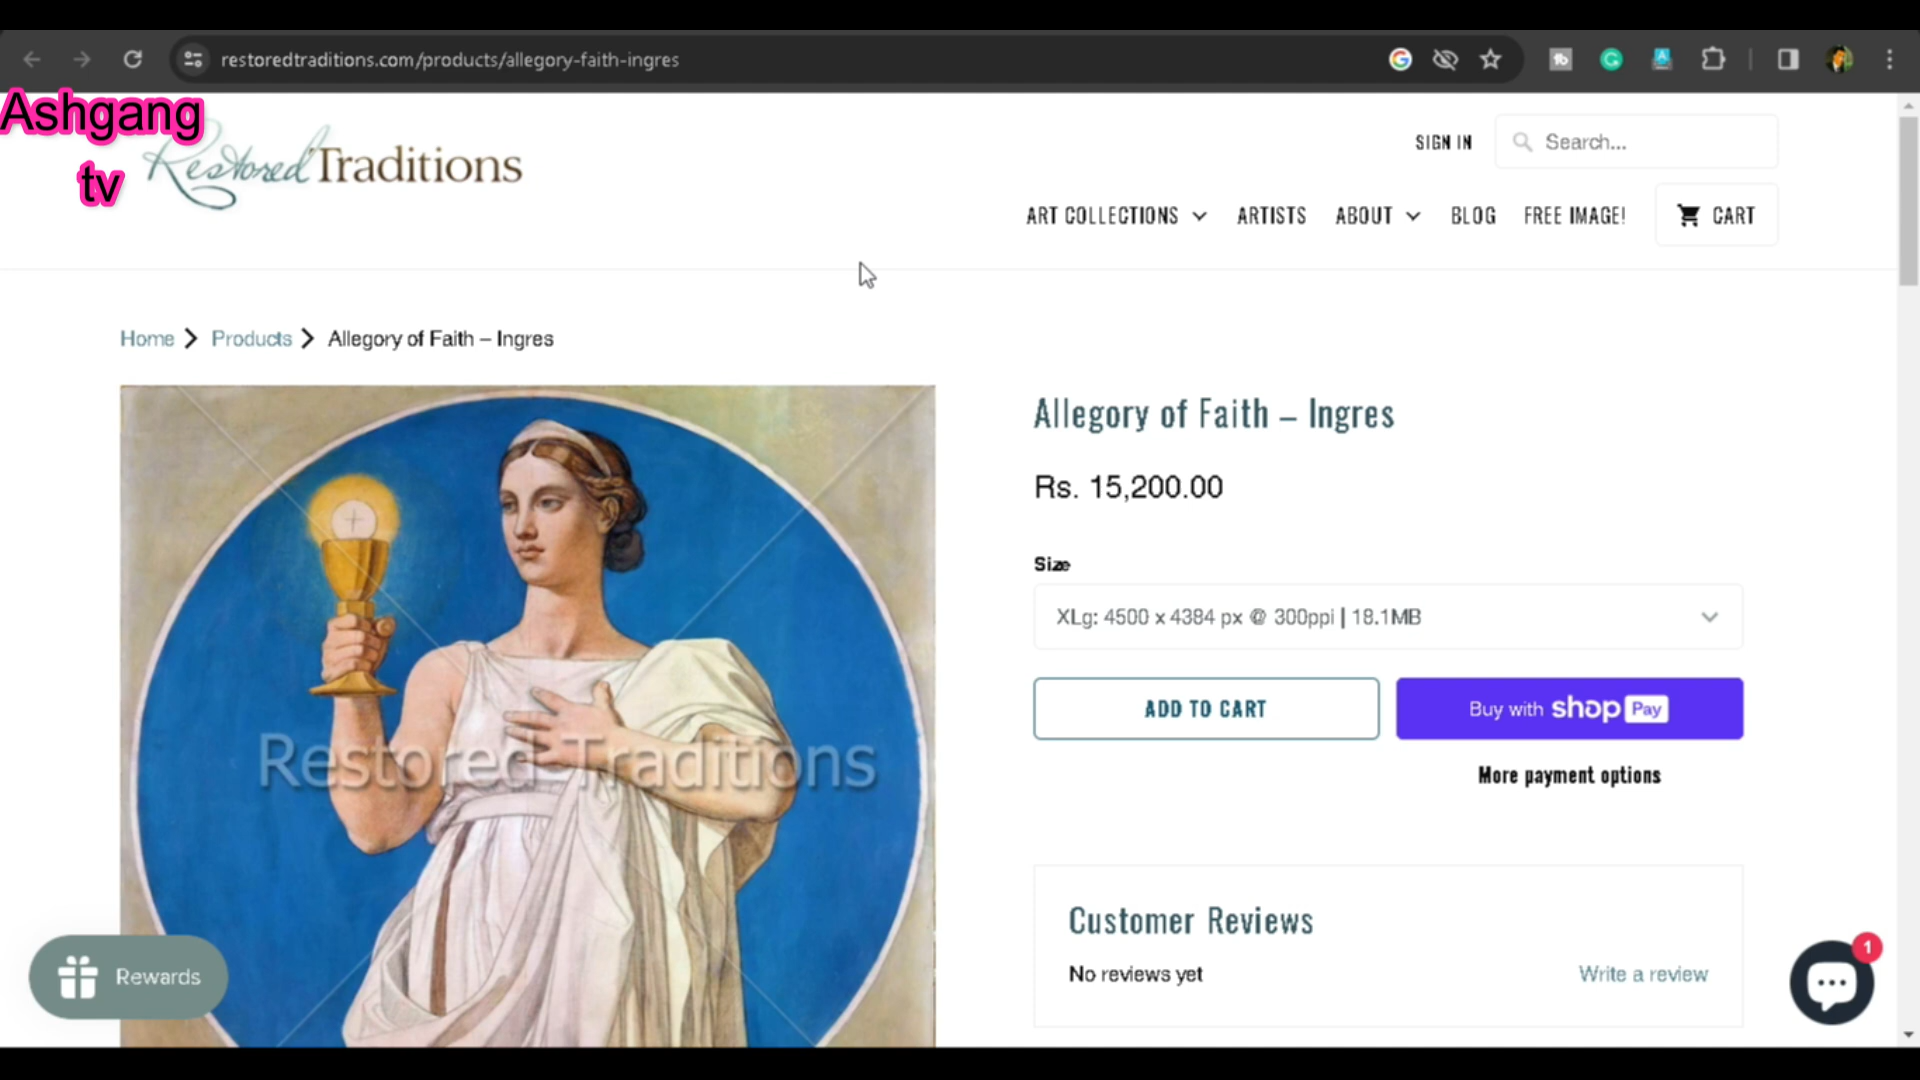 restoredtraditions.com/products/allegory-faith-ingres
Ashgang
tv
Restored Traditions
SIGN IN
Search...
ART COLLECTIONS
ARTISTS
ABOUT
BLOG
FREE IMAGE!
CART
Home
Products
Allegory of Faith – Ingres
Allegory of Faith – Ingres
Rs. 15,200.00
Size
XLg: 4500 x 4384 px @ 300ppi | 18.1MB
ADD TO CART
Buy with shop Pay
More payment options
Restored Traditions
Customer Reviews
No reviews yet
Write a review
Rewards
1